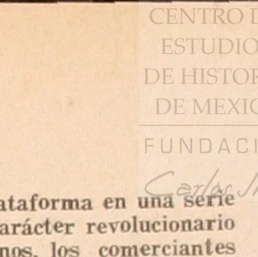 CENTRO D
ESTUDIO
DE HISTOR
DE MEXIC
FUNDACI
Carlos
ataforma en una serie
arácter revolucionario
nos, los comerciantes